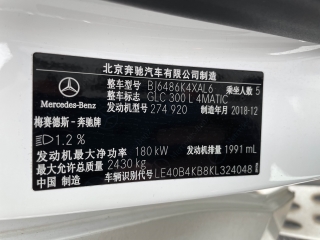 北京奔驰汽车有限公司制造
整车型号 BJ6486K4XAL6 乘坐人数 5
整车标志 GLC 300 L 4MATIC
Mercedes-Benz 发动机型号 274 920 制造年月 2018-12
梅赛德斯-奔驰牌
1.2 %
发动机最大净功率 180 kW 发动机排量 1991 mL
最大允许总质量 2430 kg
中国 制造 车辆识别代号 LE40B4KB8KL324048